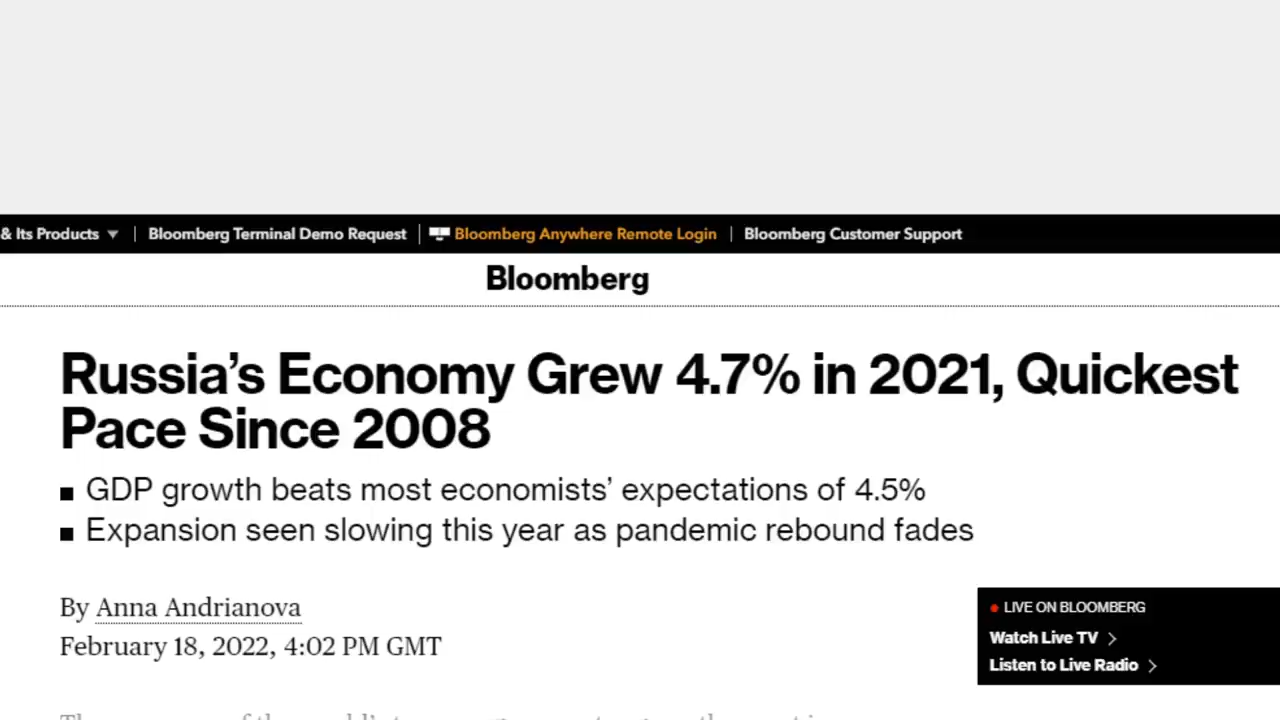 & Its Products
Bloomberg Terminal Demo Request
Bloomberg Anywhere Remote Login
Bloomberg Customer Support
Bloomberg
Russia’s Economy Grew 4.7% in 2021, Quickest
Pace Since 2008
GDP growth beats most economists’ expectations of 4.5%
Expansion seen slowing this year as pandemic rebound fades
By Anna Andrianova
February 18, 2022, 4:02 PM GMT
LIVE ON BLOOMBERG
Watch Live TV
Listen to Live Radio